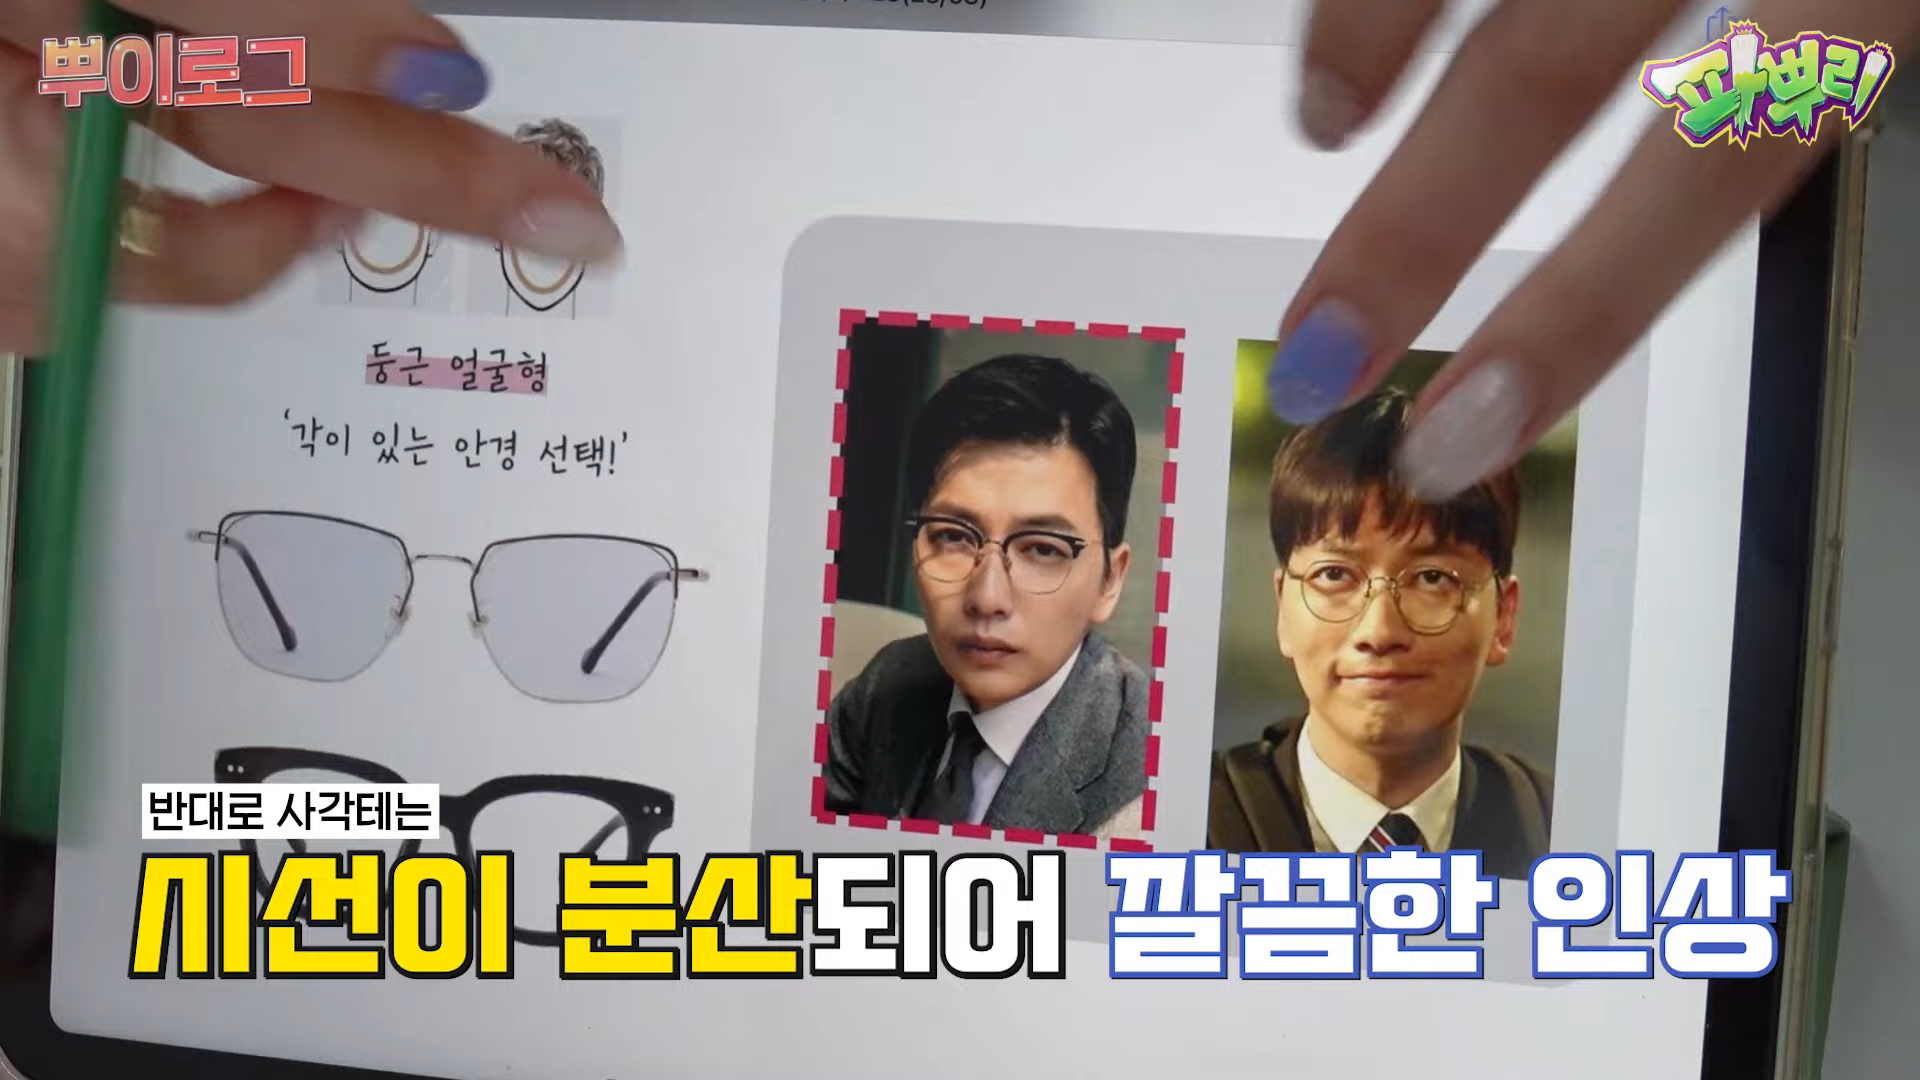 뿌이로그
파뿌리
둥근 얼굴형
‘각이 있는 안경 선택!’
반대로 사각테는
시선이 분산되어 깔끔한 인상